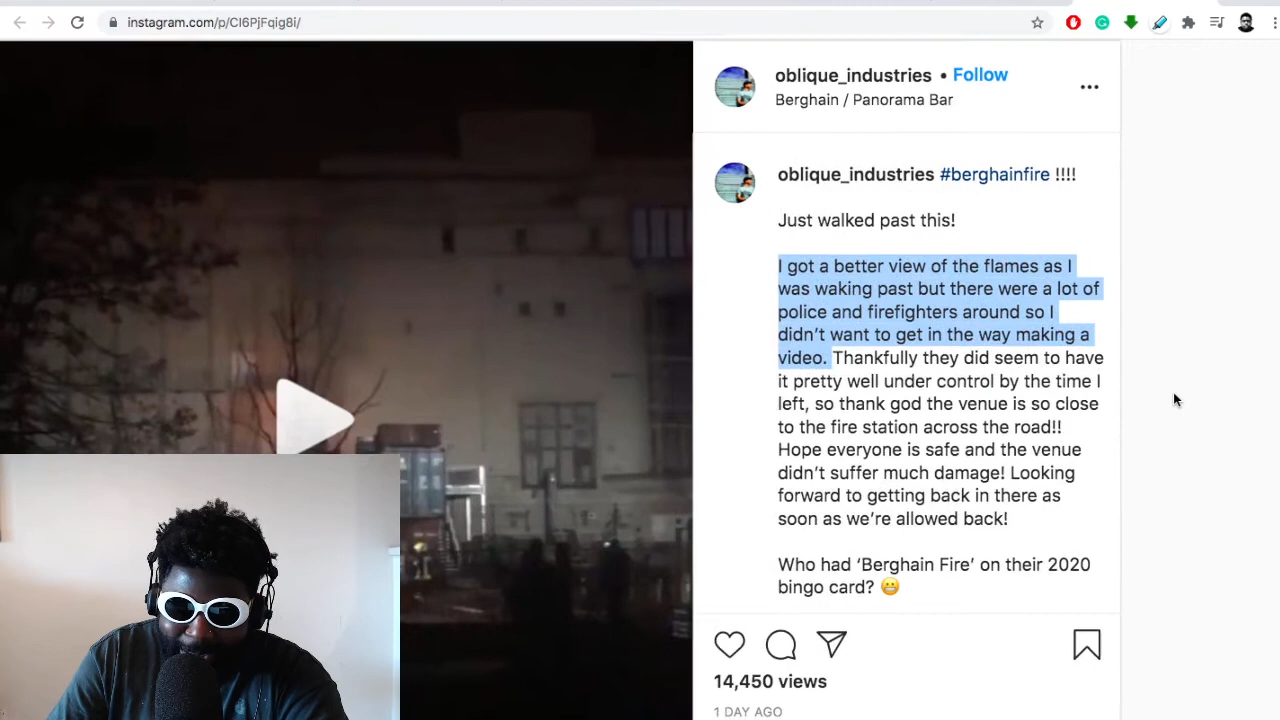 instagram.com/p/CI6PjFqig8i/
oblique_industries • Follow
Berghain / Panorama Bar
oblique_industries #berghainfire !!!!
Just walked past this!
I got a better view of the flames as I
was waking past but there were a lot of
police and firefighters around so I
didn't want to get in the way making a
video. Thankfully they did seem to have
it pretty well under control by the time I
left, so thank god the venue is so close
to the fire station across the road!!
Hope everyone is safe and the venue
didn't suffer much damage! Looking
forward to getting back in there as
soon as we're allowed back!
Who had 'Berghain Fire' on their 2020
bingo card? 😬
14,450 views
1 DAY AGO